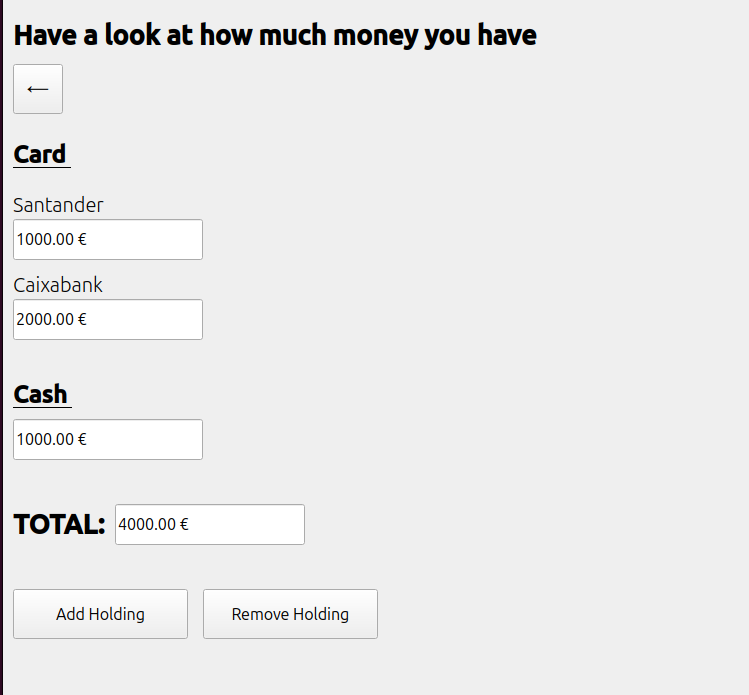 Have a look at how much money you have
←
Card
Santander
1000.00 €
Caixabank
2000.00 €
Cash
1000.00 €
TOTAL: 4000.00 €
Add Holding Remove Holding